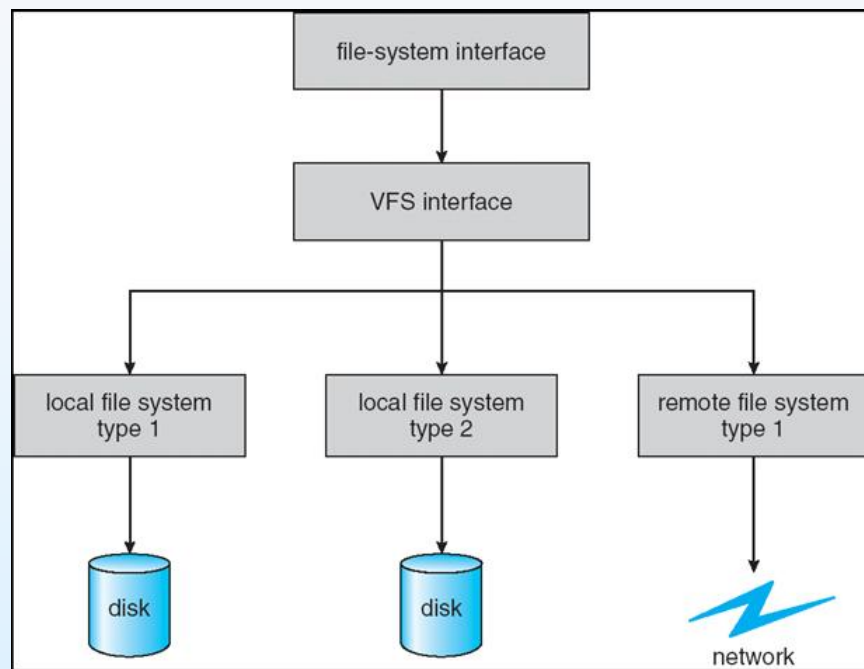 file-system interface
VFS interface
local file system
type 1
local file system
type 2
remote file system
type 1
disk
disk
network